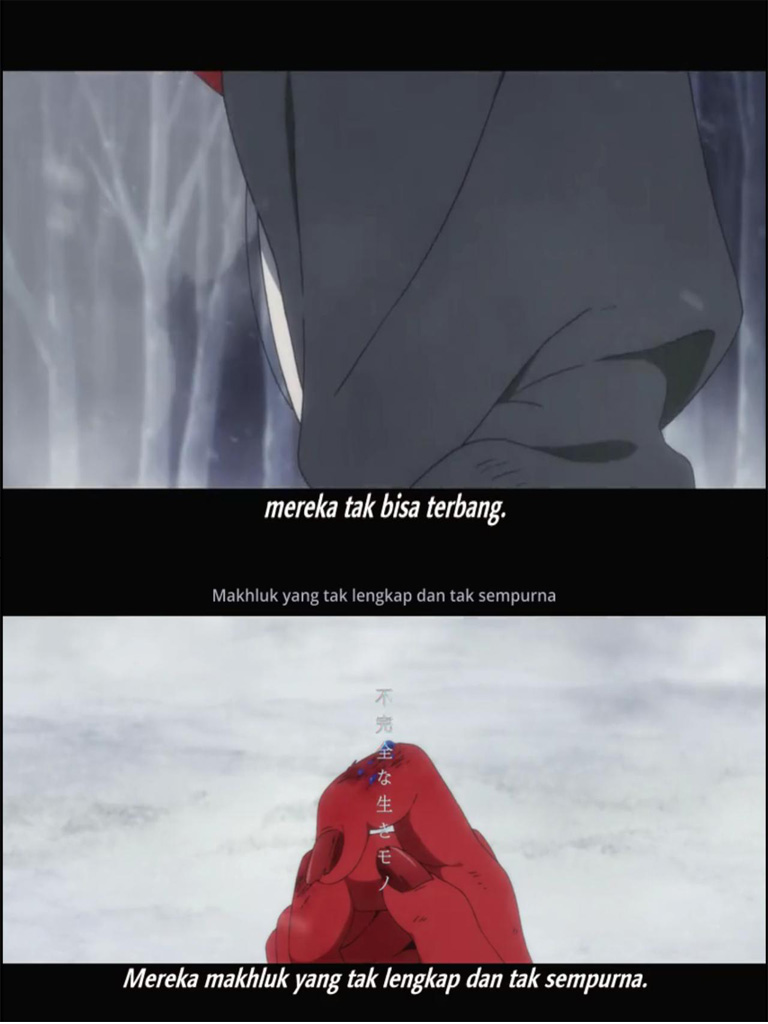 mereka tak bisa terbang.
Makhluk yang tak lengkap dan tak sempurna
不完全な生きモノ
Mereka makhluk yang tak lengkap dan tak sempurna.